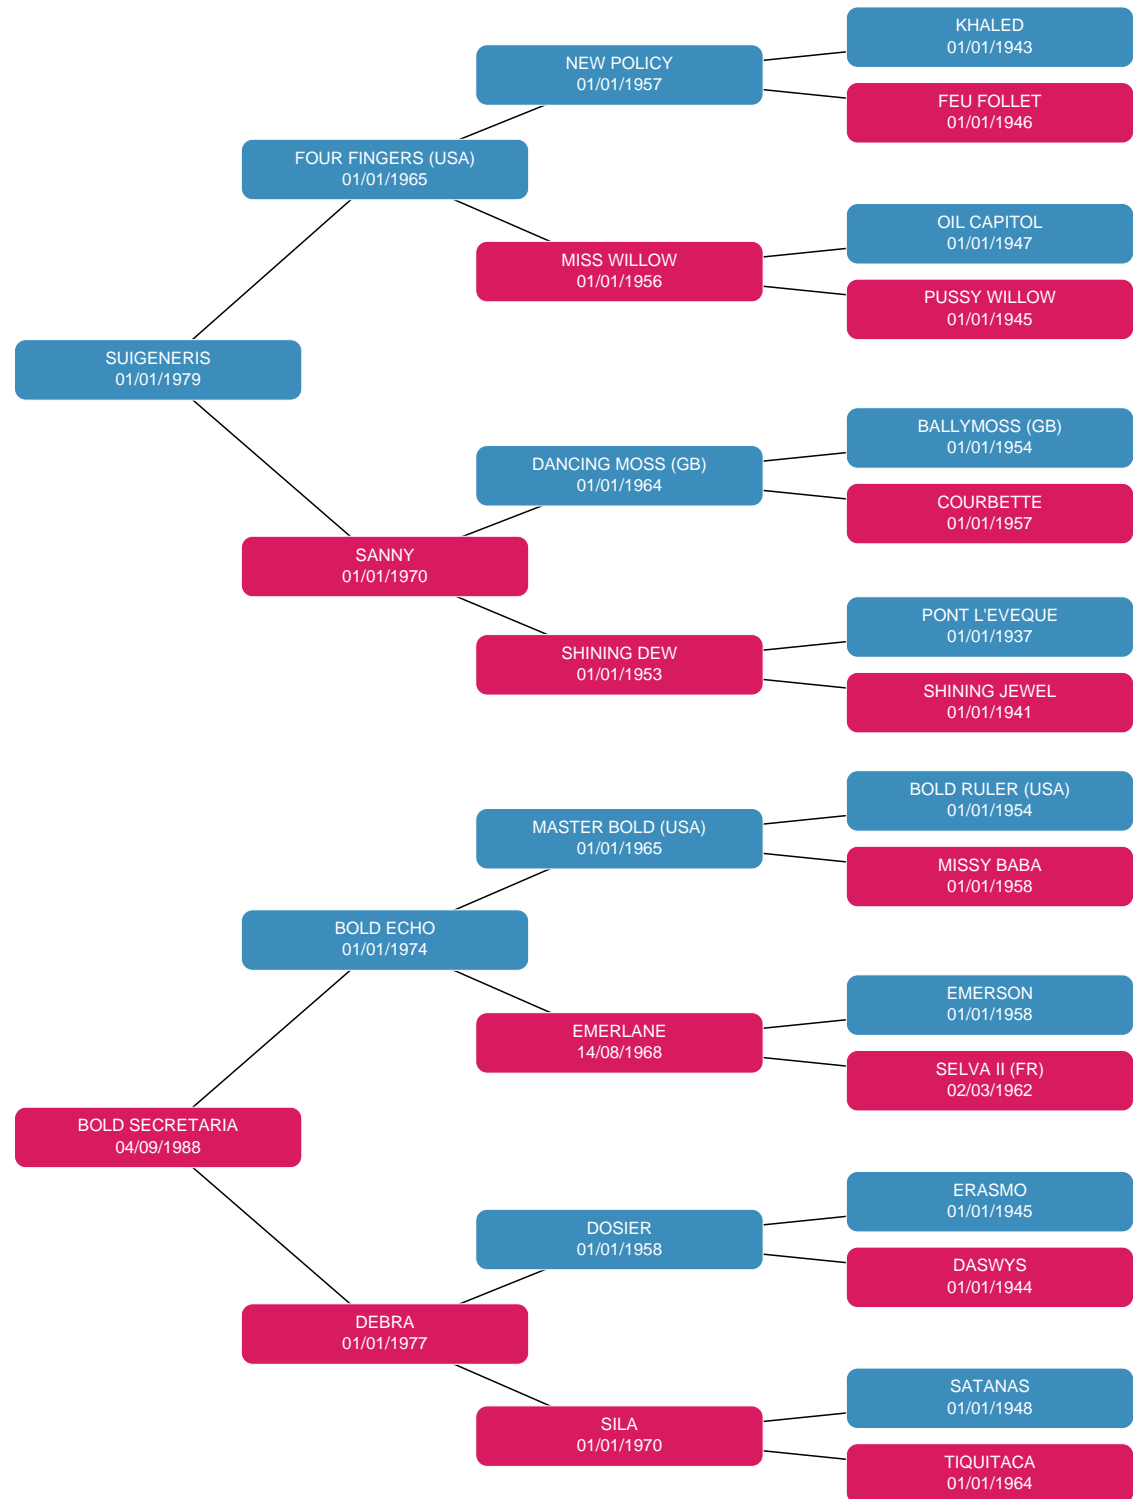 KHALED
01/01/1943
NEW POLICY
01/01/1957
FEU FOLLET
01/01/1946
FOUR FINGERS (USA)
01/01/1965
OIL CAPITOL
01/01/1947
MISS WILLOW
01/01/1956
PUSSY WILLOW
01/01/1945
SUIGENERIS
01/01/1979
BALLYMOSS (GB)
01/01/1954
DANCING MOSS (GB)
01/01/1964
COURBETTE
01/01/1957
SANNY
01/01/1970
PONT L'EVEQUE
01/01/1937
SHINING DEW
01/01/1953
SHINING JEWEL
01/01/1941
BOLD RULER (USA)
01/01/1954
MASTER BOLD (USA)
01/01/1965
MISSY BABA
01/01/1958
BOLD ECHO
01/01/1974
EMERSON
01/01/1958
EMERLANE
14/08/1968
SELVA II (FR)
02/03/1962
BOLD SECRETARIA
04/09/1988
ERASMO
01/01/1945
DOSIER
01/01/1958
DASWYS
01/01/1944
DEBRA
01/01/1977
SATANAS
01/01/1948
SILA
01/01/1970
TIQUITACA
01/01/1964